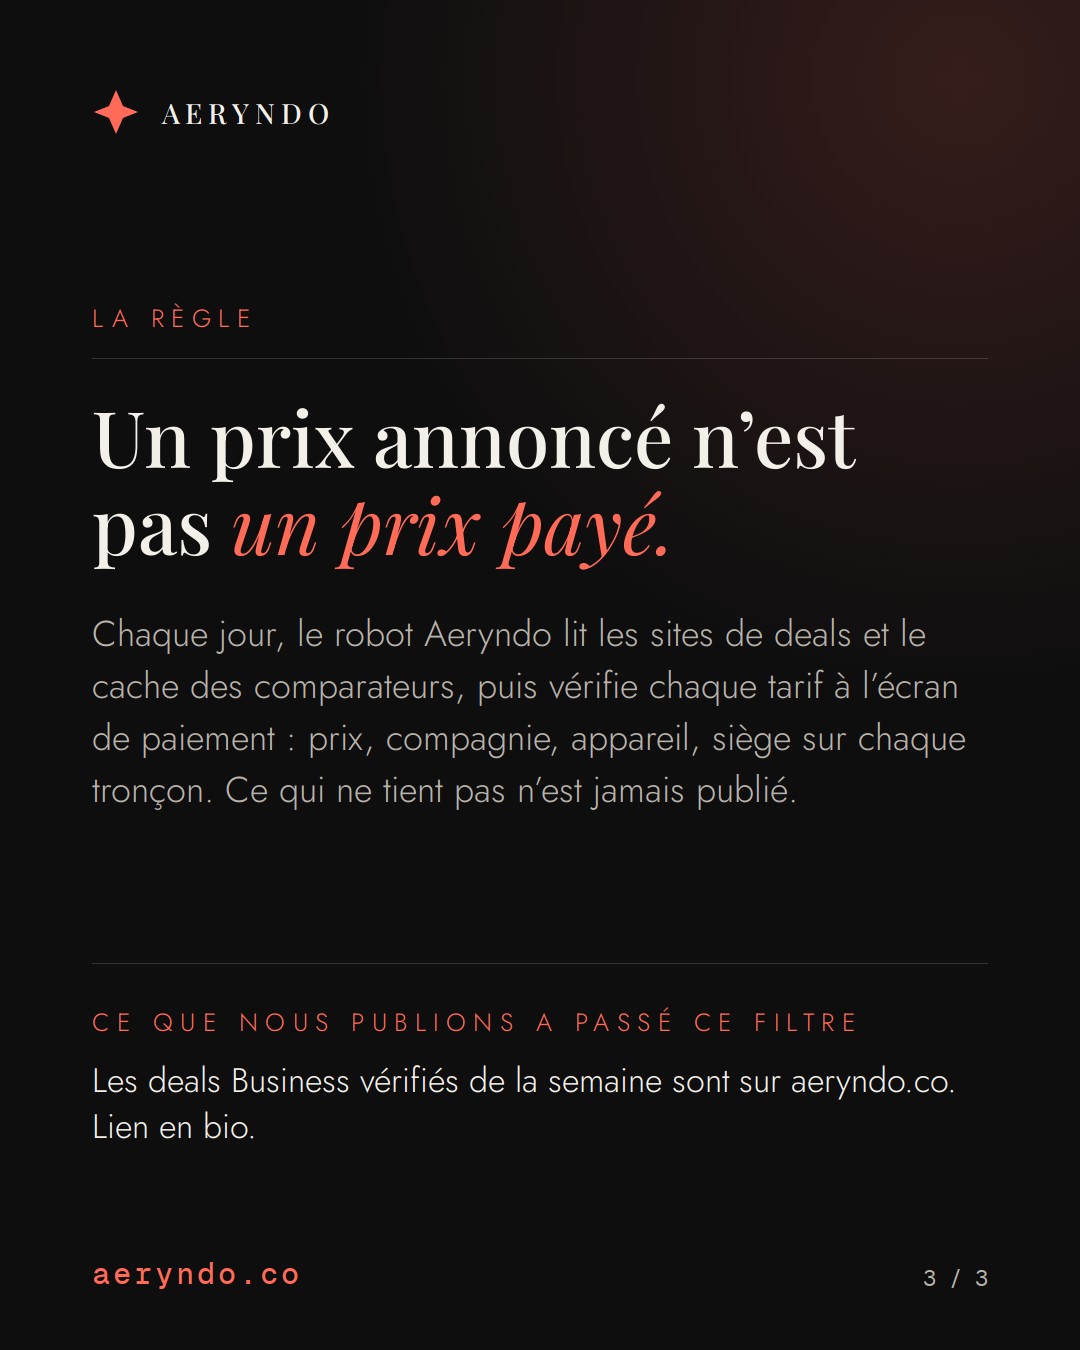 AERYNDO
LA RÈGLE
Un prix annoncé n’est
pas un prix payé.
Chaque jour, le robot Aeryndo lit les sites de deals et le
cache des comparateurs, puis vérifie chaque tarif à l’écran
de paiement : prix, compagnie, appareil, siège sur chaque
tronçon. Ce qui ne tient pas n’est jamais publié.
CE QUE NOUS PUBLIONS A PASSÉ CE FILTRE
Les deals Business vérifiés de la semaine sont sur aeryndo.co.
Lien en bio.
aeryndo.co
3 / 3